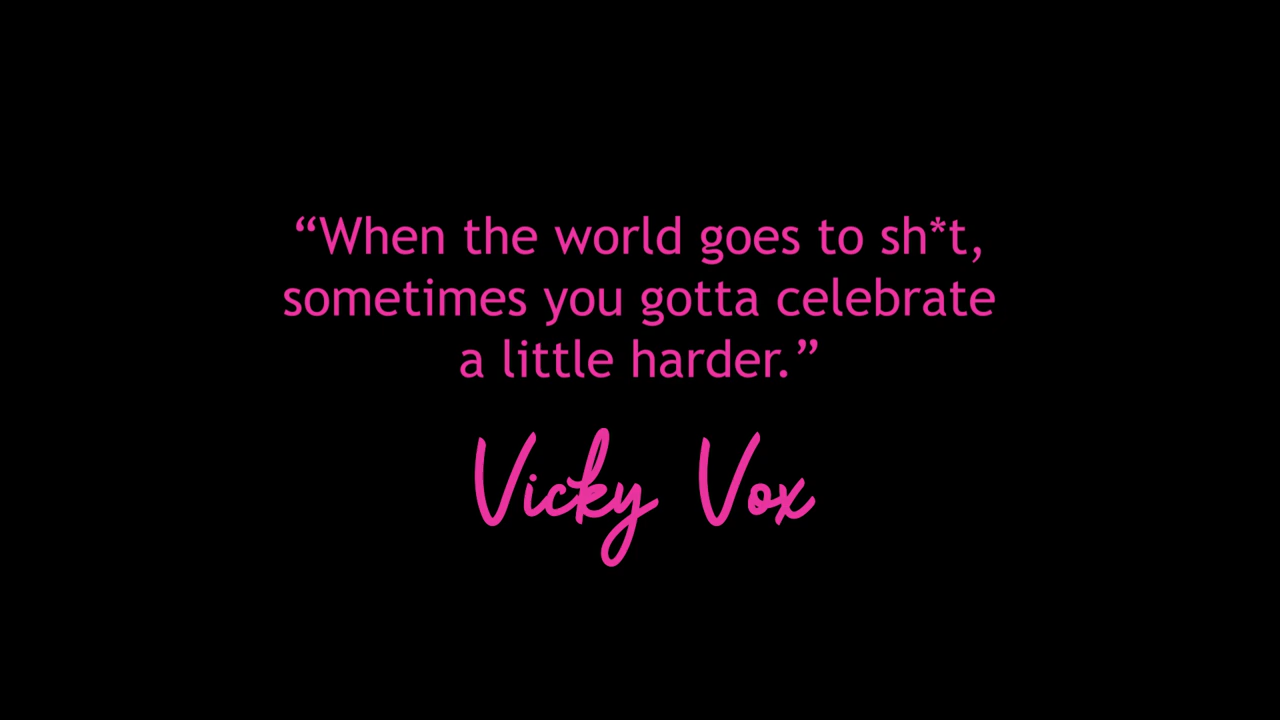 “When the world goes to sh*t,
sometimes you gotta celebrate
a little harder.”
Vicky Vox